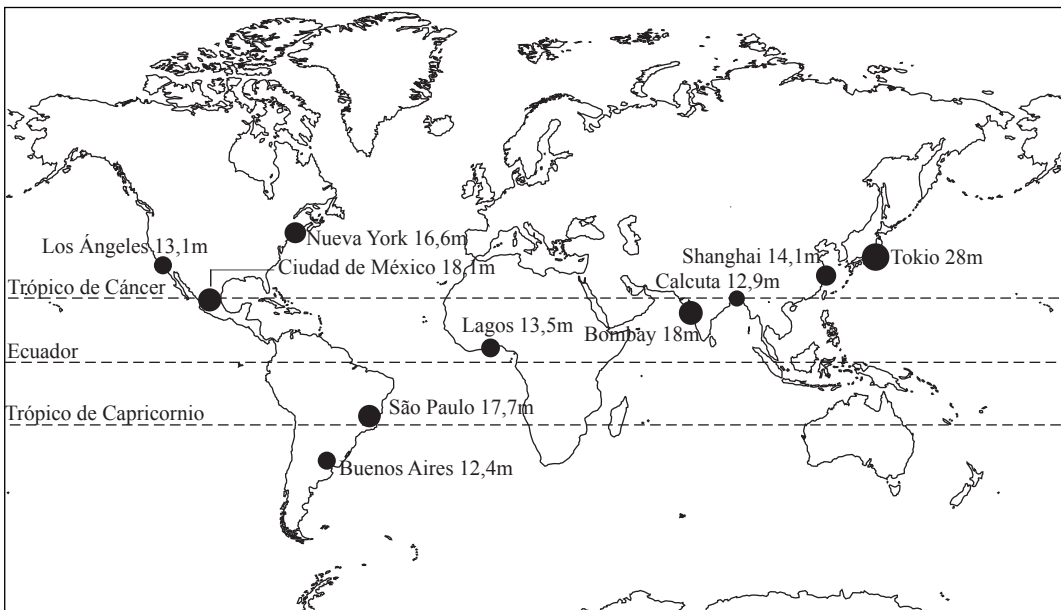 Nueva York 16,6m
Los Ángeles 13,1m
Shanghai 14,1m
Tokio 28m
Ciudad de México 18,1m
Calcuta 12,9m
Trópico de Cáncer
Lagos 13,5m
Bombay 18m
Ecuador
São Paulo 17,7m
Trópico de Capricornio
Buenos Aires 12,4m